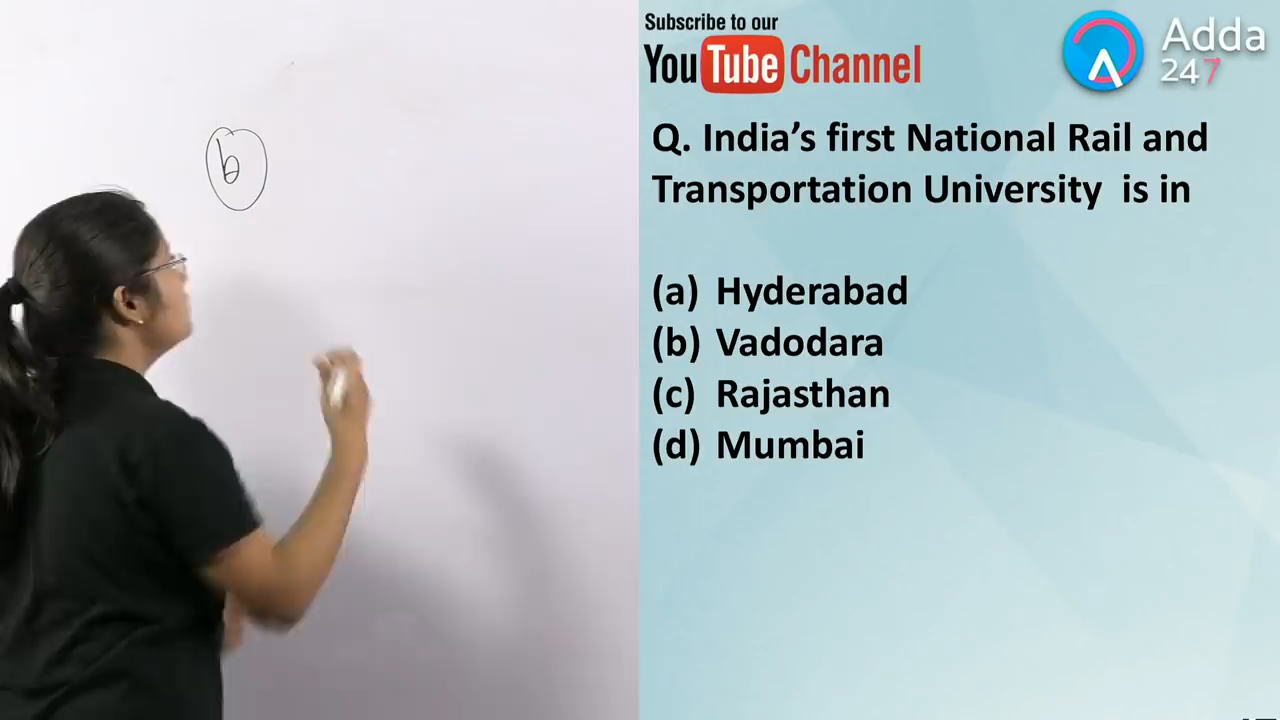 b
Subscribe to our
YouTube Channel
Adda
247
Q. India's first National Rail and
Transportation University is in
(a) Hyderabad
(b) Vadodara
(c) Rajasthan
(d) Mumbai